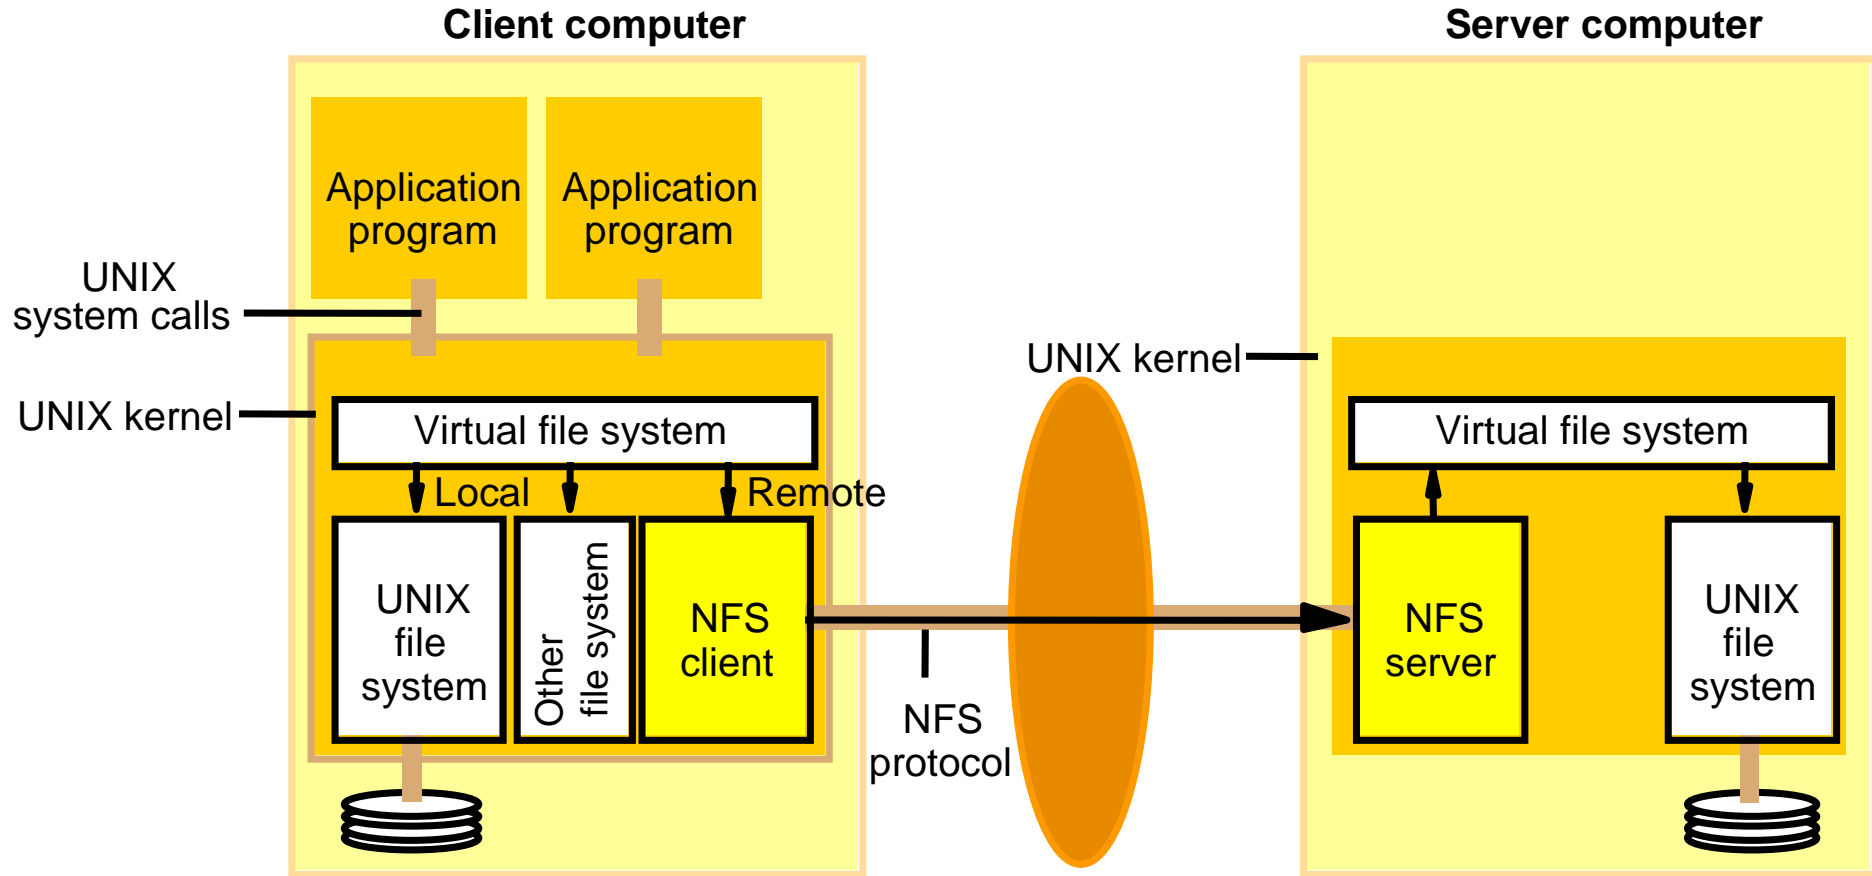 Client computer
Server computer
Application
program
Application
program
UNIX
system calls
UNIX kernel
UNIX kernel
Virtual file system
Virtual file system
Local
Remote
UNIX
file
system
Other
file system
NFS
client
NFS
protocol
NFS
server
UNIX
file
system